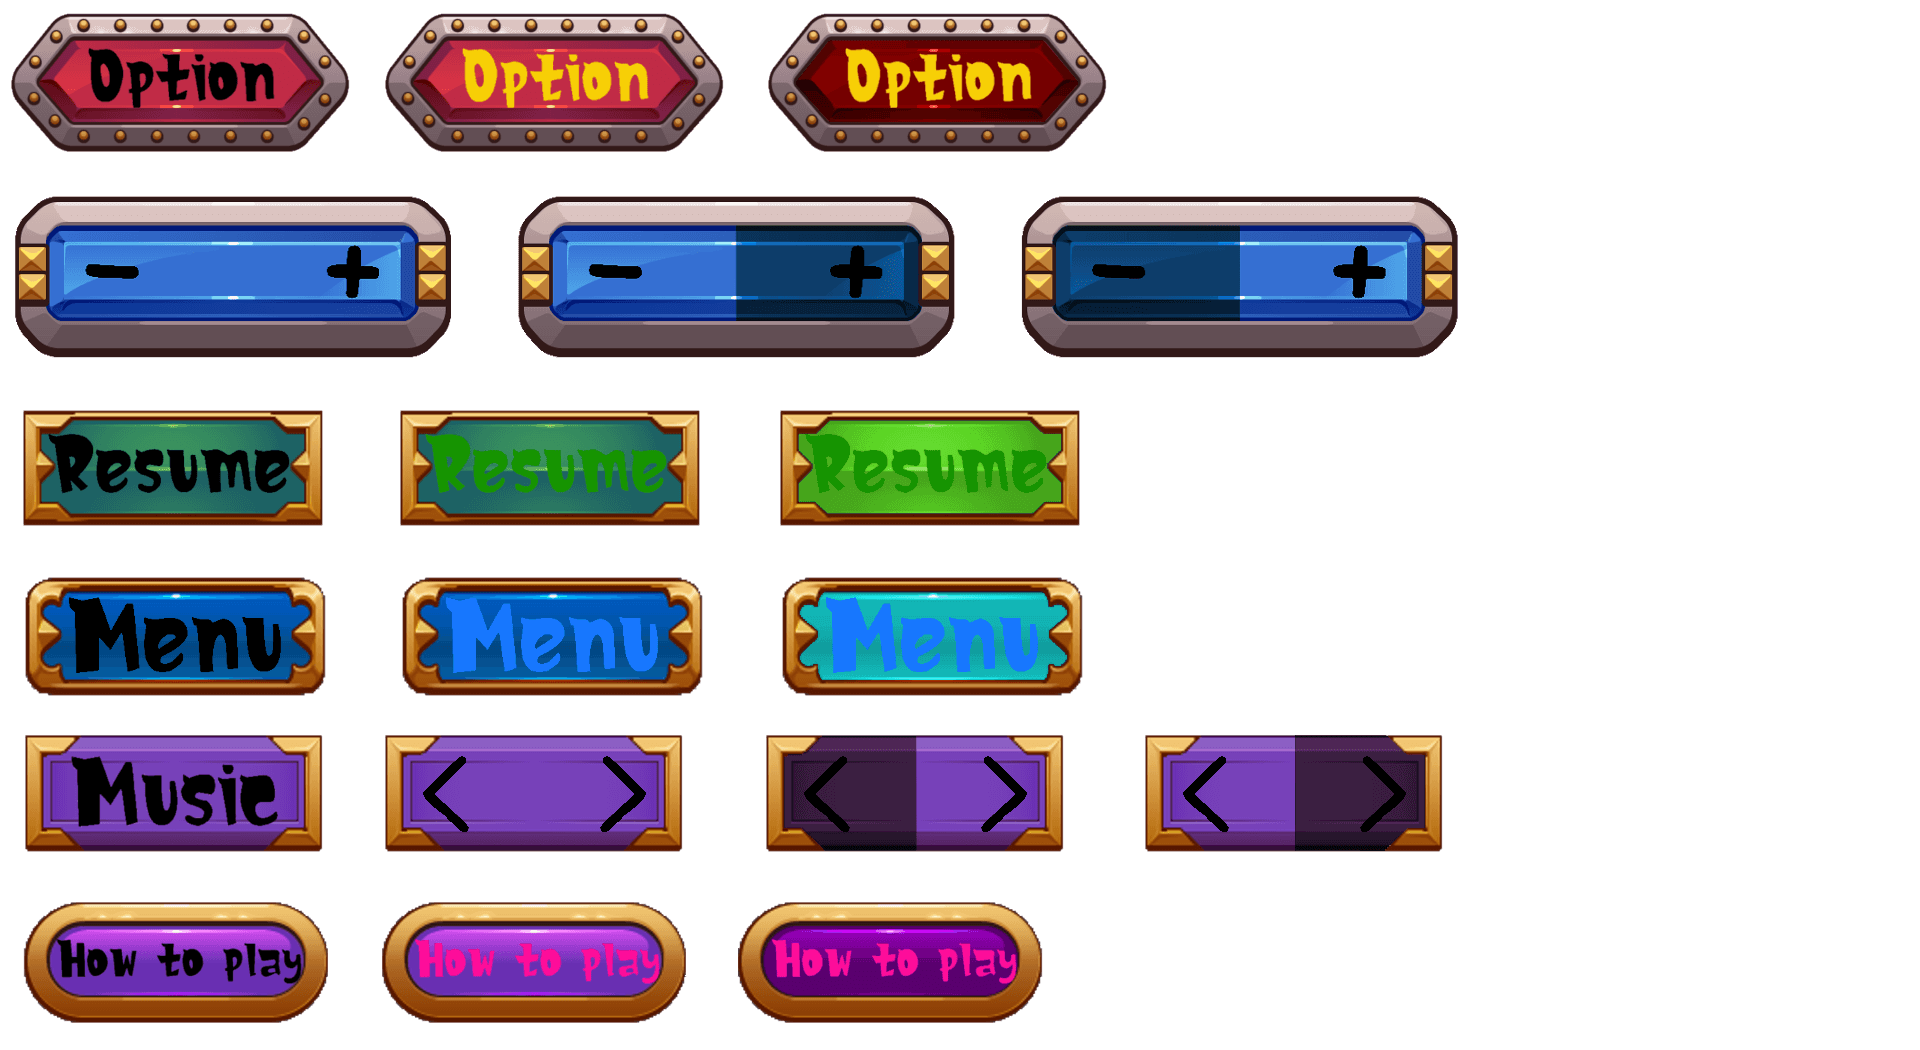 Option Option Option
- + - + - +
Resume Resume Resume
Menu Menu Menu
Music < > < > < >
How to play How to play How to play